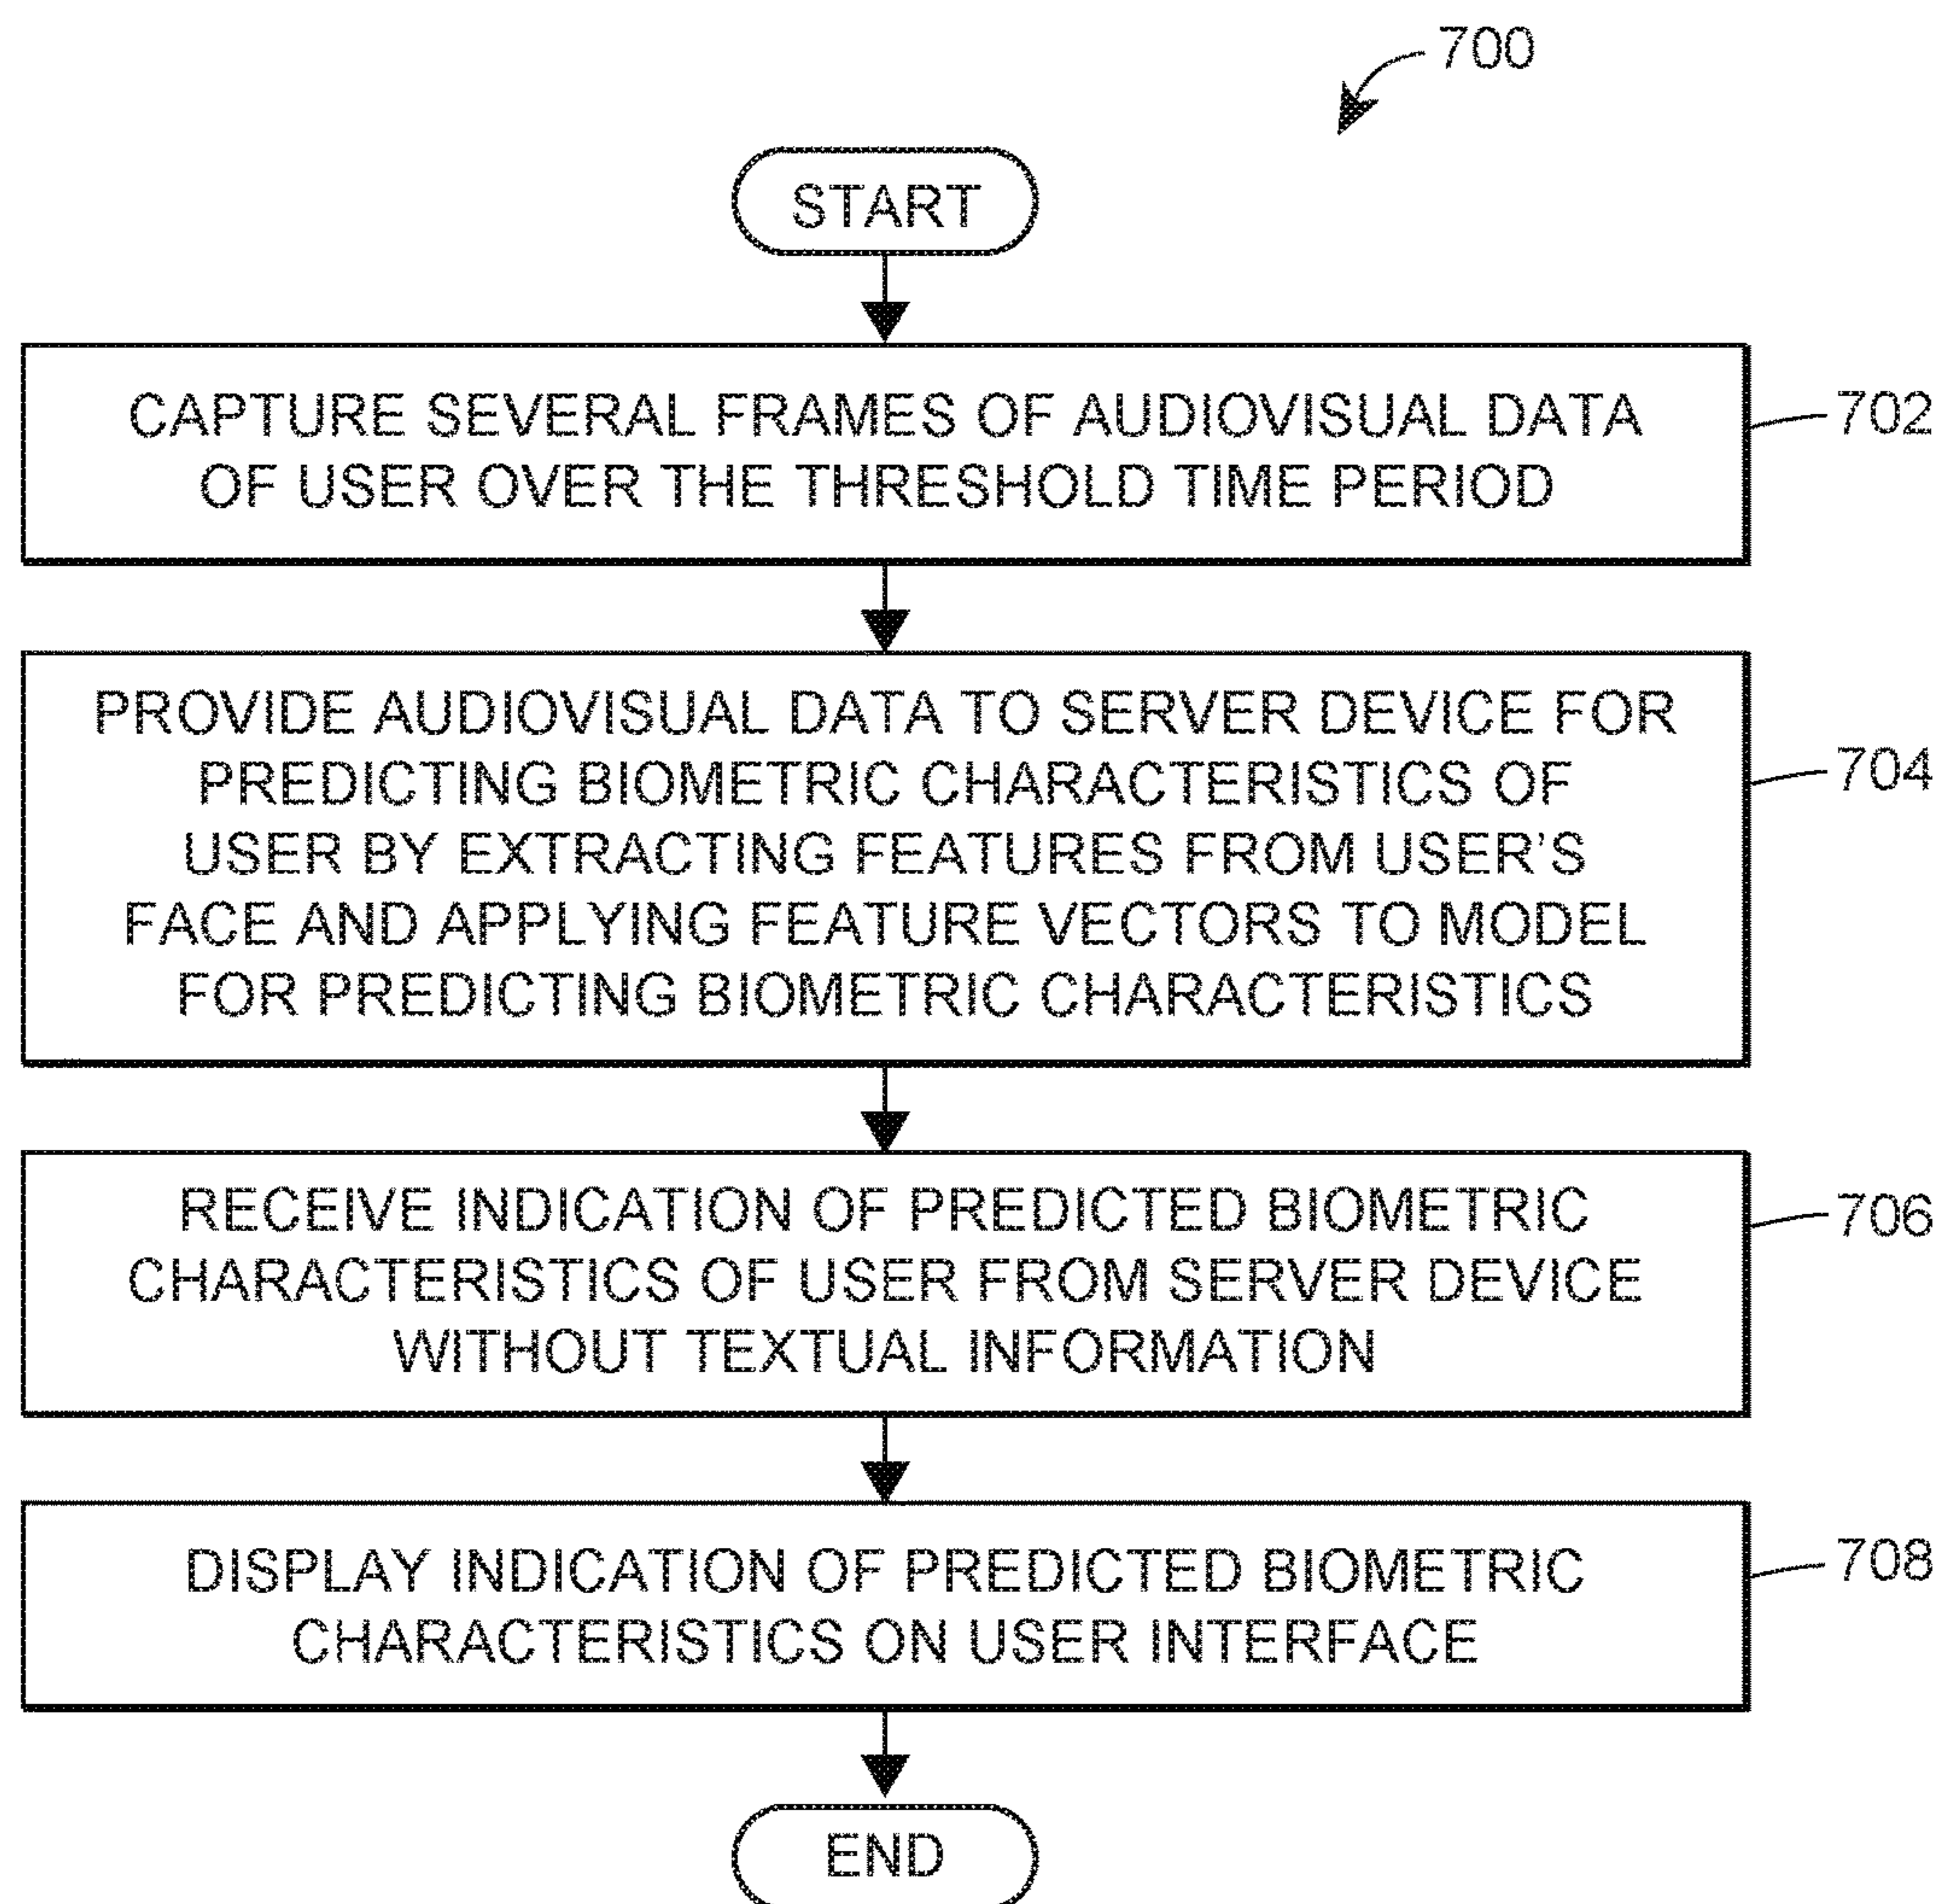 700
START
CAPTURE SEVERAL FRAMES OF AUDIOVISUAL DATA
OF USER OVER THE THRESHOLD TIME PERIOD
702
PROVIDE AUDIOVISUAL DATA TO SERVER DEVICE FOR
PREDICTING BIOMETRIC CHARACTERISTICS OF
USER BY EXTRACTING FEATURES FROM USER'S
FACE AND APPLYING FEATURE VECTORS TO MODEL
FOR PREDICTING BIOMETRIC CHARACTERISTICS
704
RECEIVE INDICATION OF PREDICTED BIOMETRIC
CHARACTERISTICS OF USER FROM SERVER DEVICE
WITHOUT TEXTUAL INFORMATION
706
DISPLAY INDICATION OF PREDICTED BIOMETRIC
CHARACTERISTICS ON USER INTERFACE
708
END